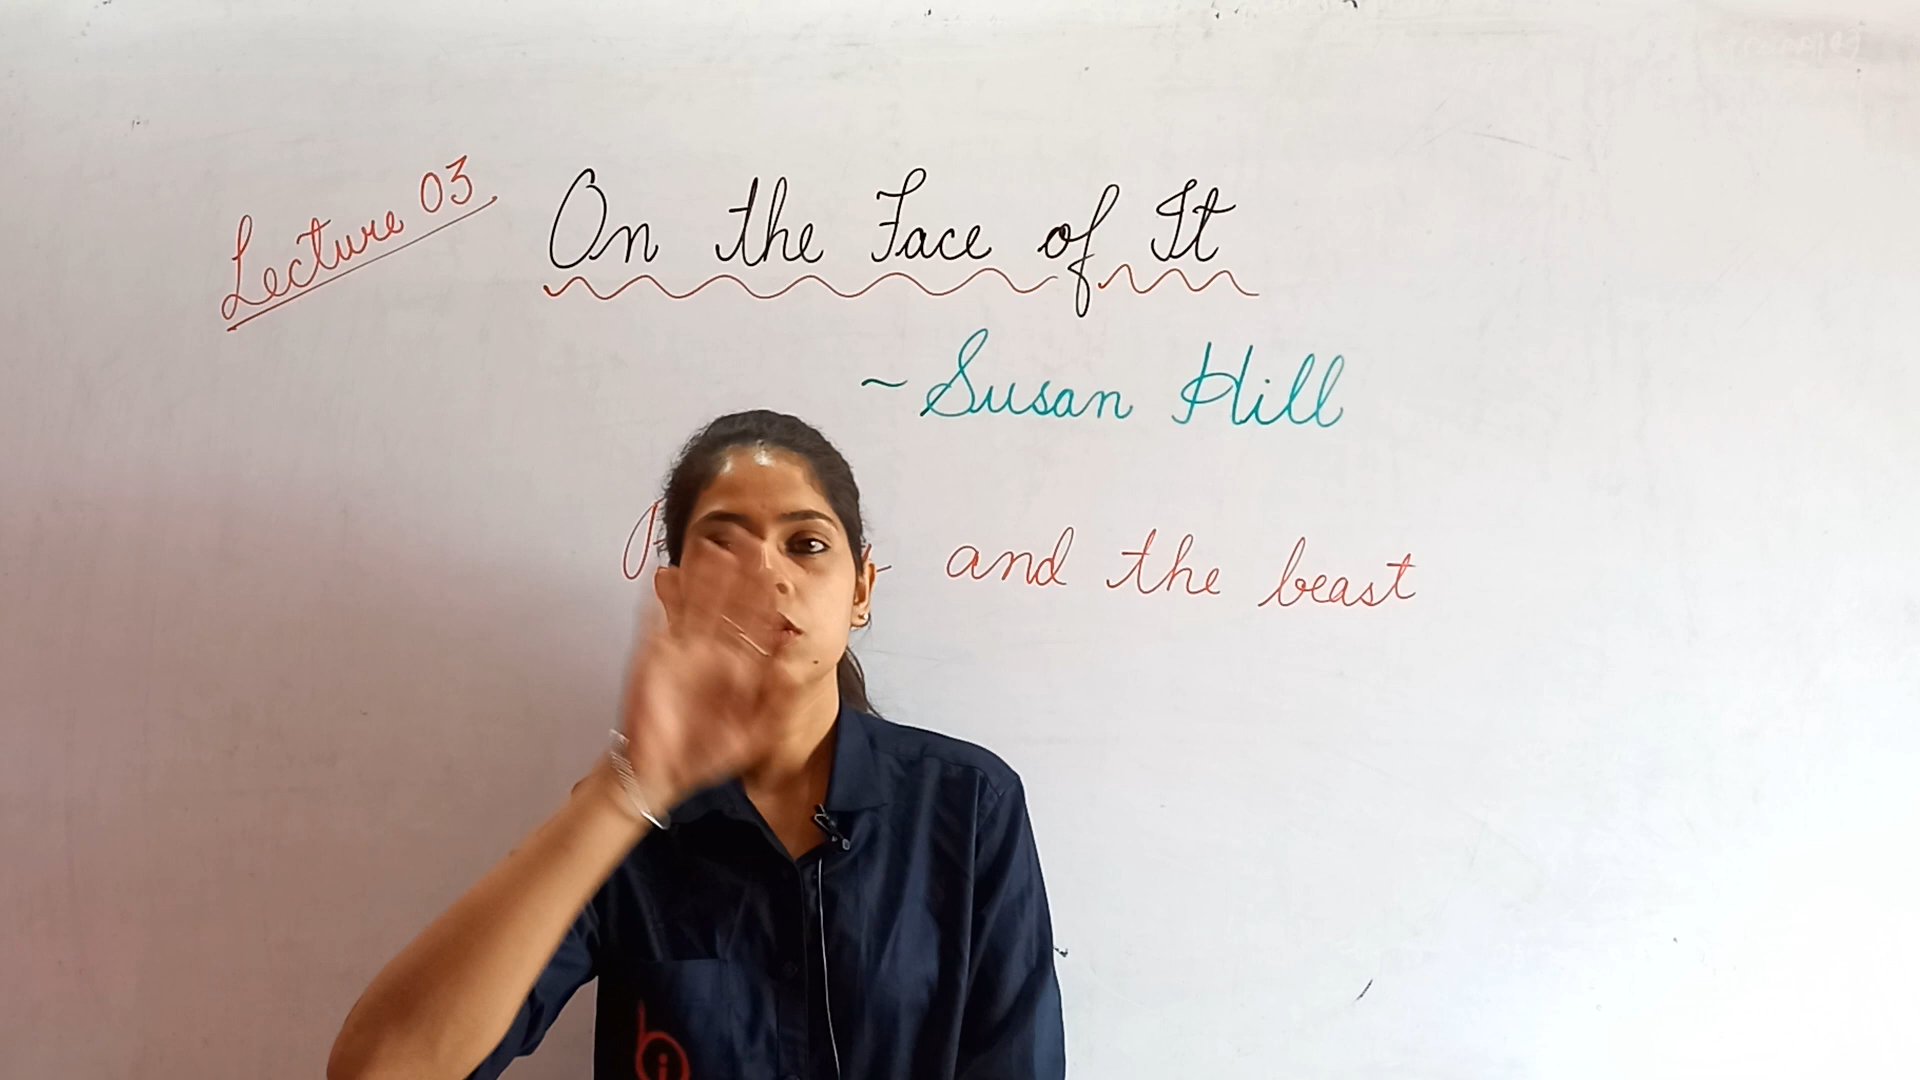 Lecture 03
On the Face of It
~ Susan Hill
and the beast